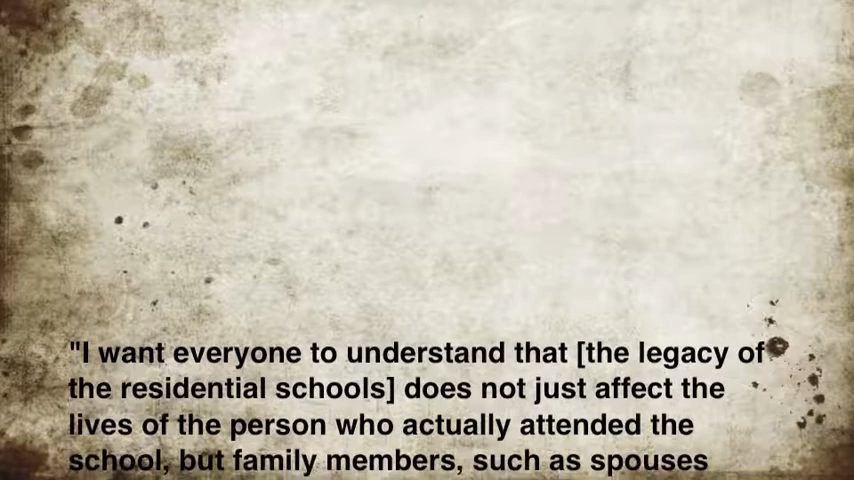 "I want everyone to understand that [the legacy of
the residential schools] does not just affect the
lives of the person who actually attended the
school, but family members, such as spouses